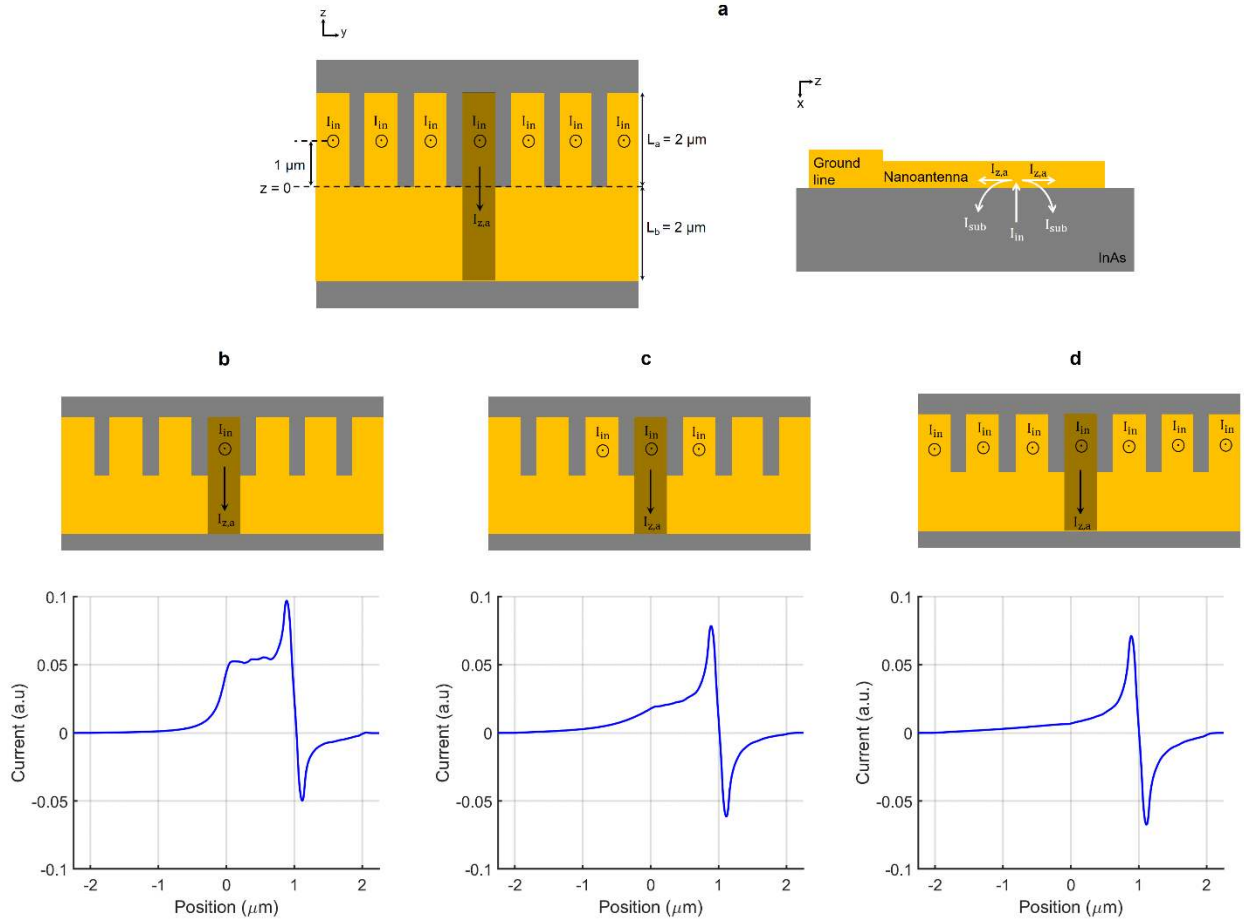 a
z
y
I_in I_in I_in I_in I_in I_in I_in
1 μm
z = 0
I_z,a
L_a = 2 μm
L_b = 2 μm
z
x
Ground
line
Nanoantenna
I_z,a I_z,a
I_sub I_in I_sub
InAs
b
I_in
I_z,a
0.1
0.05
0
-0.05
-0.1
Current (a.u)
-2 -1 0 1 2
Position (μm)
c
I_in I_in I_in
I_z,a
0.1
0.05
0
-0.05
-0.1
Current (a.u)
-2 -1 0 1 2
Position (μm)
d
I_in I_in I_in I_in I_in I_in I_in
I_z,a
0.1
0.05
0
-0.05
-0.1
Current (a.u.)
-2 -1 0 1 2
Position (μm)